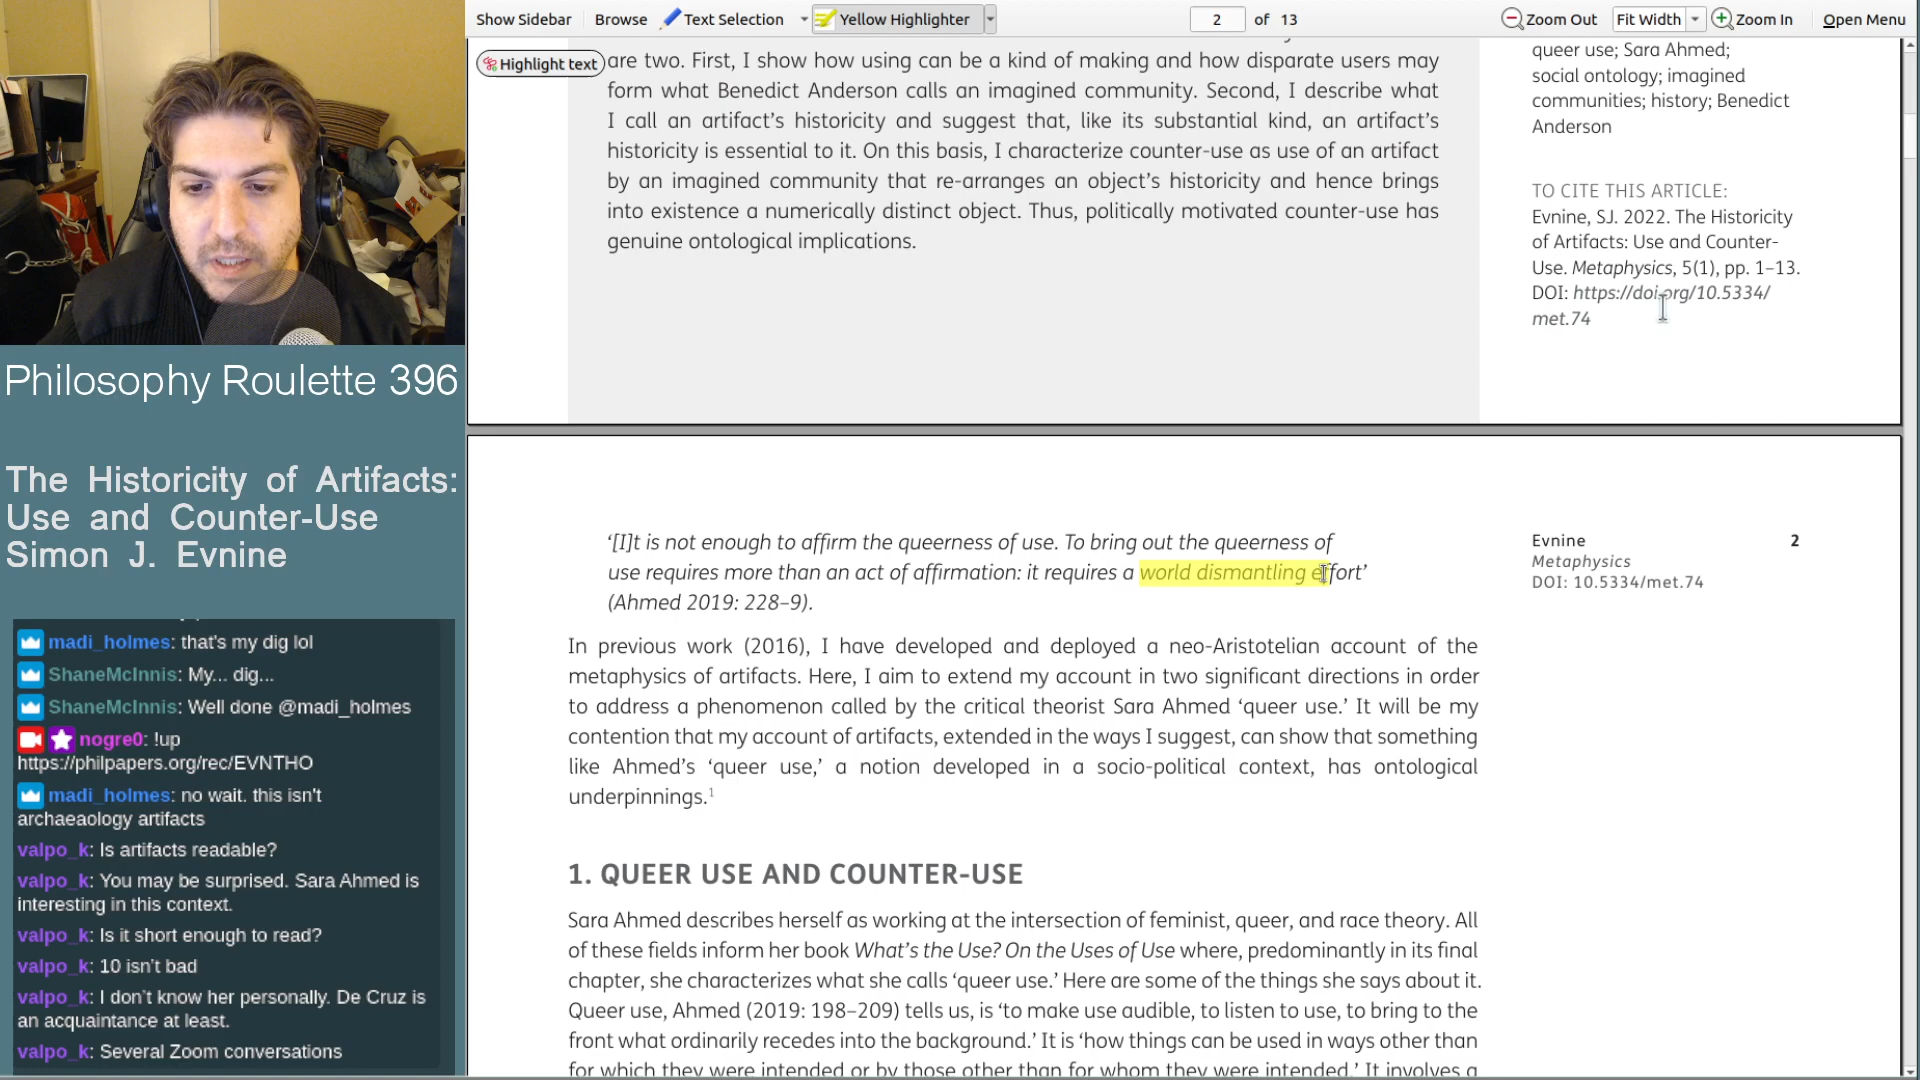 Show Sidebar
Browse
Text Selection
Yellow Highlighter
2 of 13
Zoom Out
Fit Width
Zoom In
Open Menu
Highlight text
are two. First, I show how using can be a kind of making and how disparate users may
form what Benedict Anderson calls an imagined community. Second, I describe what
I call an artifact's historicity and suggest that, like its substantial kind, an artifact's
historicity is essential to it. On this basis, I characterize counter-use as use of an artifact
by an imagined community that re-arranges an object's historicity and hence brings
into existence a numerically distinct object. Thus, politically motivated counter-use has
genuine ontological implications.
queer use; Sara Ahmed;
social ontology; imagined
communities; history; Benedict
Anderson
TO CITE THIS ARTICLE:
Evnine, SJ. 2022. The Historicity
of Artifacts: Use and Counter-
Use. Metaphysics, 5(1), pp. 1–13.
DOI: https://doi.org/10.5334/
met.74
'[I]t is not enough to affirm the queerness of use. To bring out the queerness of
use requires more than an act of affirmation: it requires a world dismantling effort'
(Ahmed 2019: 228–9).
Evnine
2
Metaphysics
DOI: 10.5334/met.74
In previous work (2016), I have developed and deployed a neo-Aristotelian account of the
metaphysics of artifacts. Here, I aim to extend my account in two significant directions in order
to address a phenomenon called by the critical theorist Sara Ahmed 'queer use.' It will be my
contention that my account of artifacts, extended in the ways I suggest, can show that something
like Ahmed's 'queer use,' a notion developed in a socio-political context, has ontological
underpinnings.1
1. QUEER USE AND COUNTER-USE
Sara Ahmed describes herself as working at the intersection of feminist, queer, and race theory. All
of these fields inform her book What's the Use? On the Uses of Use where, predominantly in its final
chapter, she characterizes what she calls 'queer use.' Here are some of the things she says about it.
Queer use, Ahmed (2019: 198–209) tells us, is 'to make use audible, to listen to use, to bring to the
front what ordinarily recedes into the background.' It is 'how things can be used in ways other than
for which they were intended or by those other than for whom they were intended.' It involves a
Philosophy Roulette 396
The Historicity of Artifacts:
Use and Counter-Use
Simon J. Evnine
madi_holmes: that's my dig lol
ShaneMcInnis: My... dig...
ShaneMcInnis: Well done @madi_holmes
nogre0: !up
https://philpapers.org/rec/EVNTHO
madi_holmes: no wait. this isn't
archaeaology artifacts
valpo_k: Is artifacts readable?
valpo_k: You may be surprised. Sara Ahmed is
interesting in this context.
valpo_k: Is it short enough to read?
valpo_k: 10 isn't bad
valpo_k: I don't know her personally. De Cruz is
an acquaintance at least.
valpo_k: Several Zoom conversations